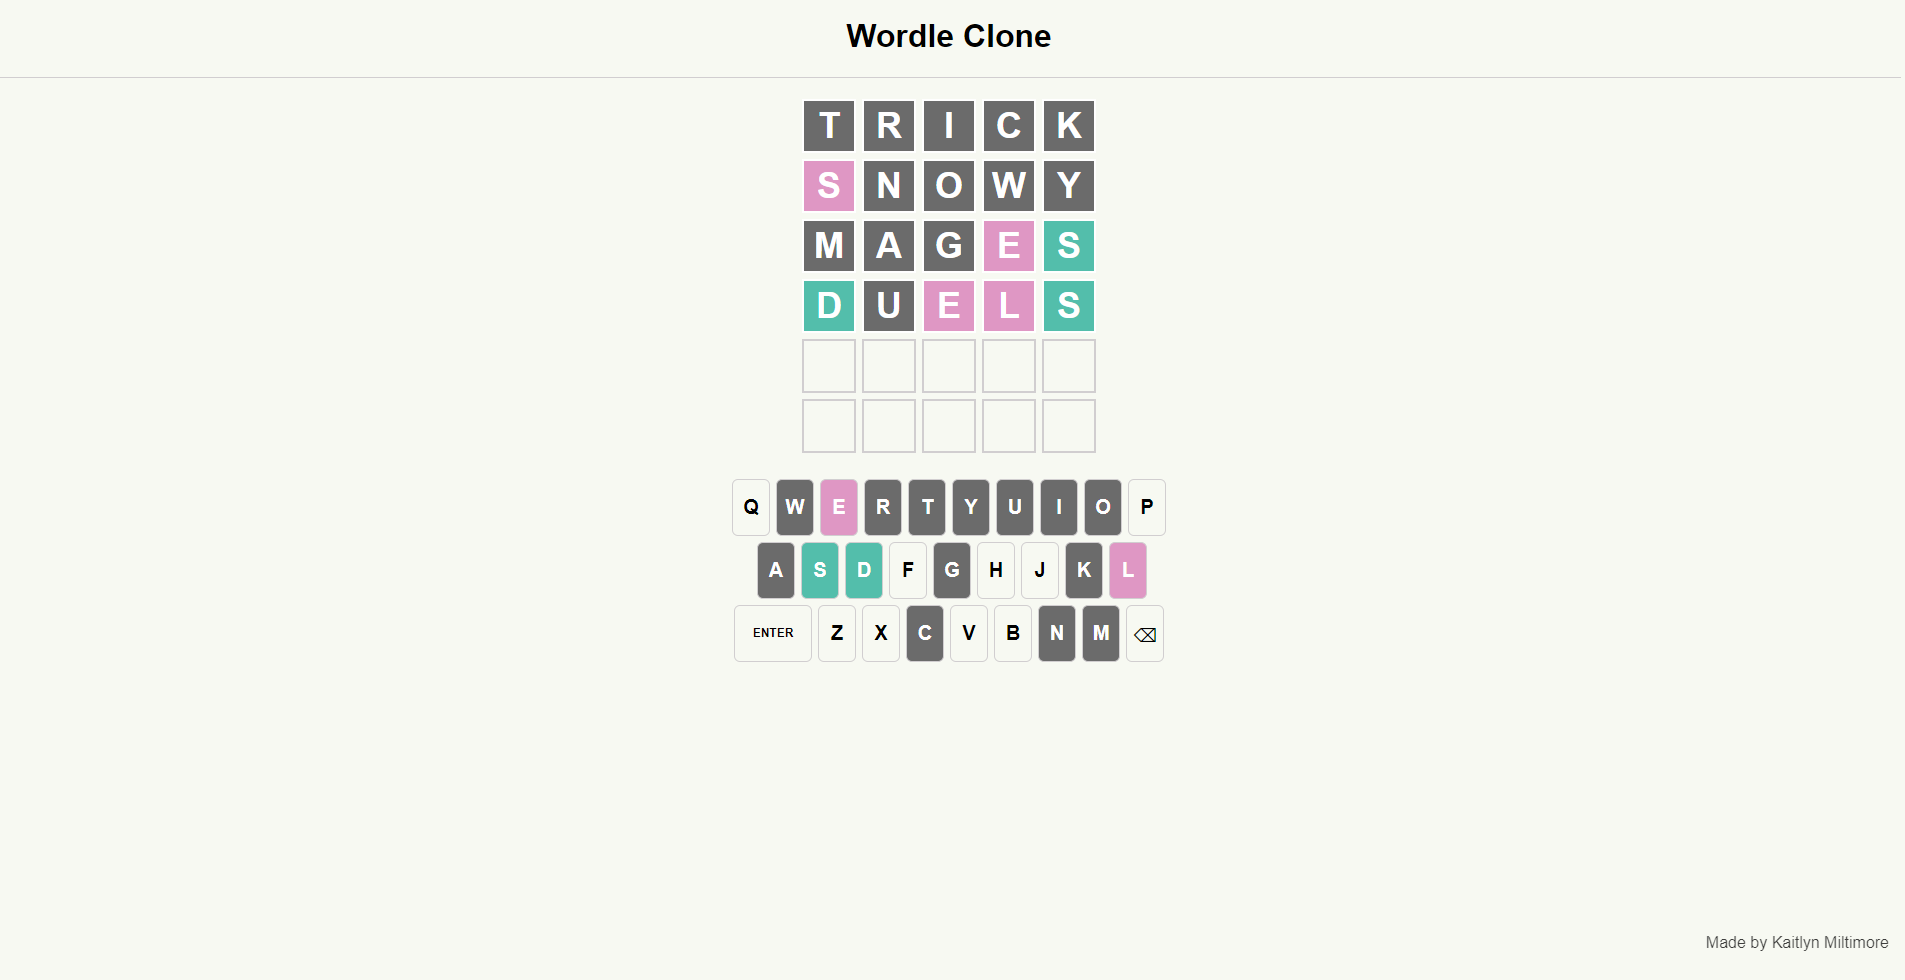 Wordle Clone
T R I C K
S N O W Y
M A G E S
D U E L S
Q W E R T Y U I O P
A S D F G H J K L
ENTER Z X C V B N M ⌫
Made by Kaitlyn Miltimore